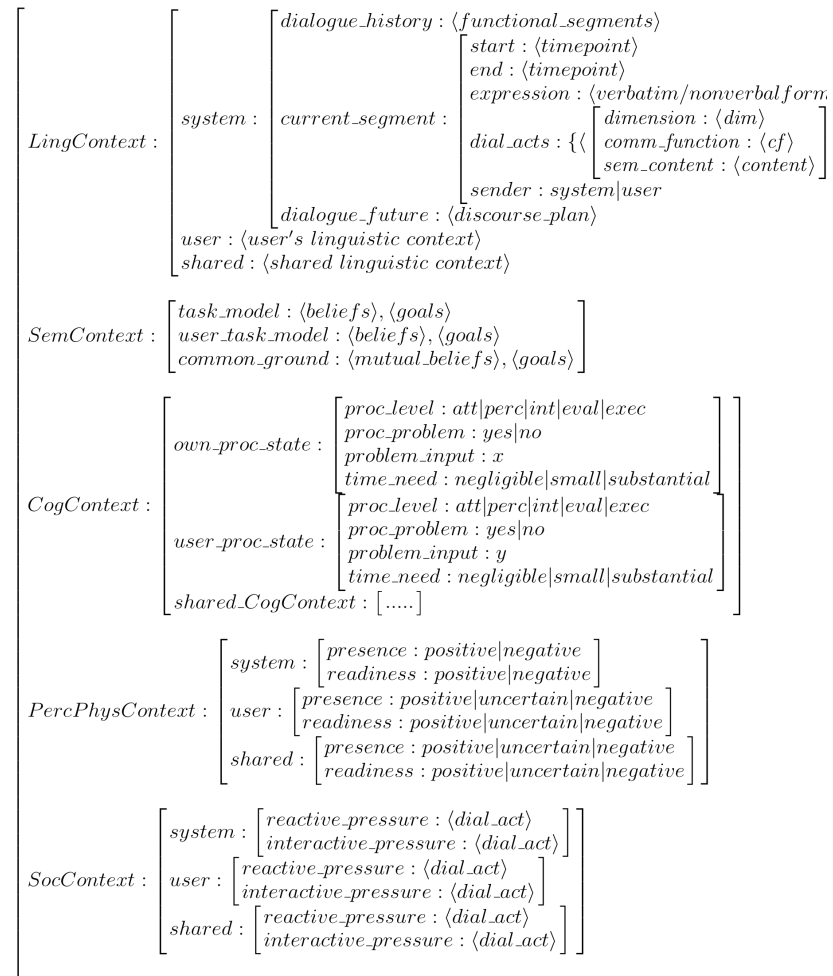 dialogue_history : ⟨functional_segments⟩
start : ⟨timepoint⟩
end : ⟨timepoint⟩
expression : ⟨verbatim/nonverbal form
system :
current_segment :
dimension : ⟨dim⟩
LingContext :
dial_acts : {⟨
comm_function : ⟨cf⟩
sem_content : ⟨content⟩
sender : system|user
dialogue_future : ⟨discourse_plan⟩
user : ⟨user's linguistic context⟩
shared : ⟨shared linguistic context⟩
task_model : ⟨beliefs⟩, ⟨goals⟩
SemContext : user_task_model : ⟨beliefs⟩, ⟨goals⟩
common_ground : ⟨mutual_beliefs⟩, ⟨goals⟩
proc_level : att|perc|int|eval|exec
own_proc_state : proc_problem : yes|no
problem_input : x
time_need : negligible|small|substantial
CogContext : proc_level : att|perc|int|eval|exec
user_proc_state : proc_problem : yes|no
problem_input : y
time_need : negligible|small|substantial
shared_CogContext : [.....]
system : presence : positive|negative
readiness : positive|negative
PercPhysContext : user : presence : positive|uncertain|negative
readiness : positive|uncertain|negative
shared : presence : positive|uncertain|negative
readiness : positive|uncertain|negative
system : reactive_pressure : ⟨dial_act⟩
interactive_pressure : ⟨dial_act⟩
SocContext : user : reactive_pressure : ⟨dial_act⟩
interactive_pressure : ⟨dial_act⟩
shared : reactive_pressure : ⟨dial_act⟩
interactive_pressure : ⟨dial_act⟩